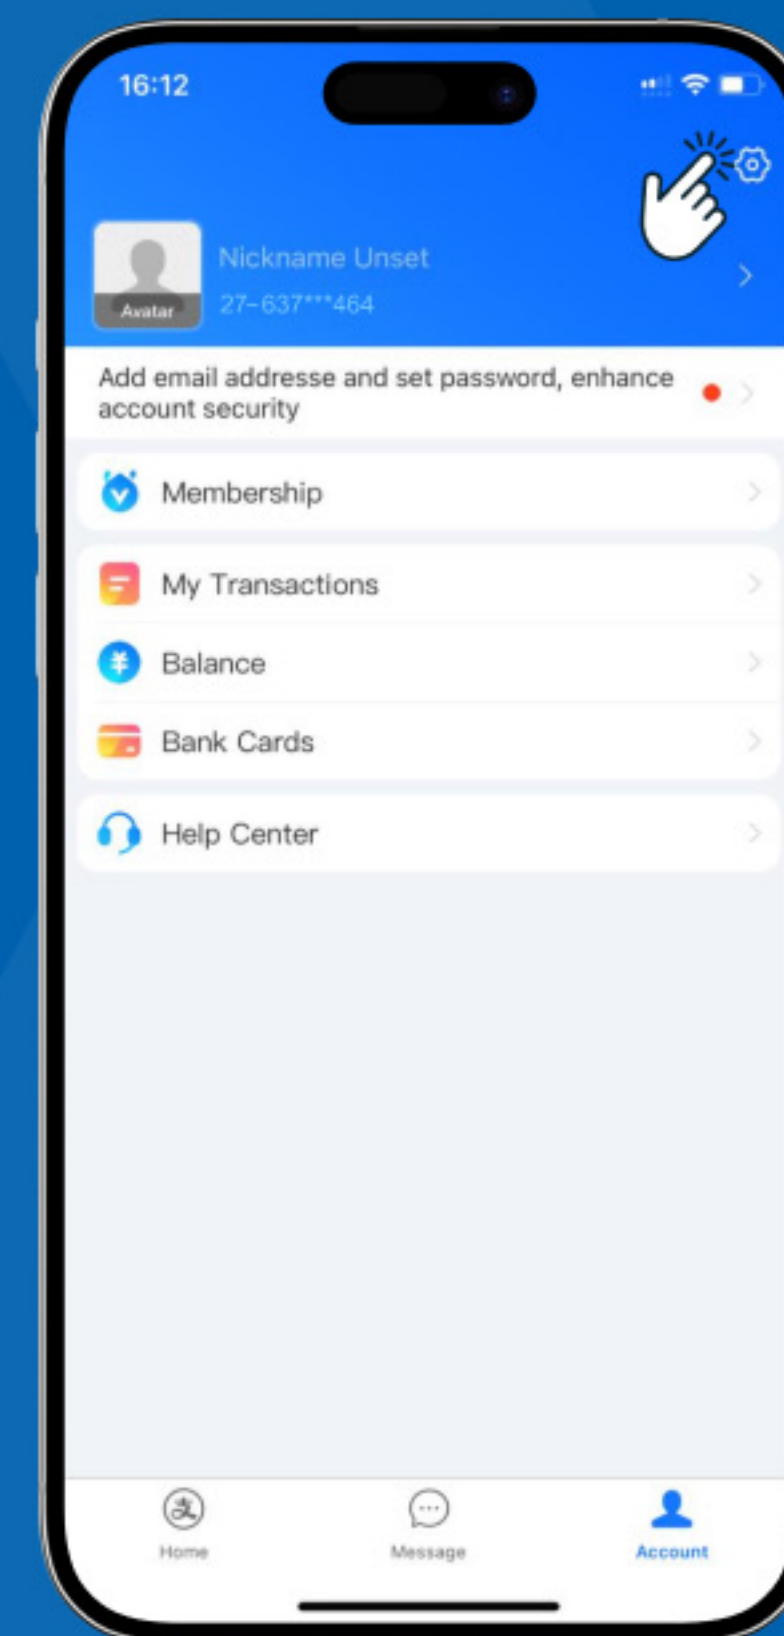 16:12
Nickname Unset
Avatar
27-637***464
Add email addresse and set password, enhance
account security
Membership
My Transactions
¥
Balance
Bank Cards
Help Center
支
Home
Message
Account